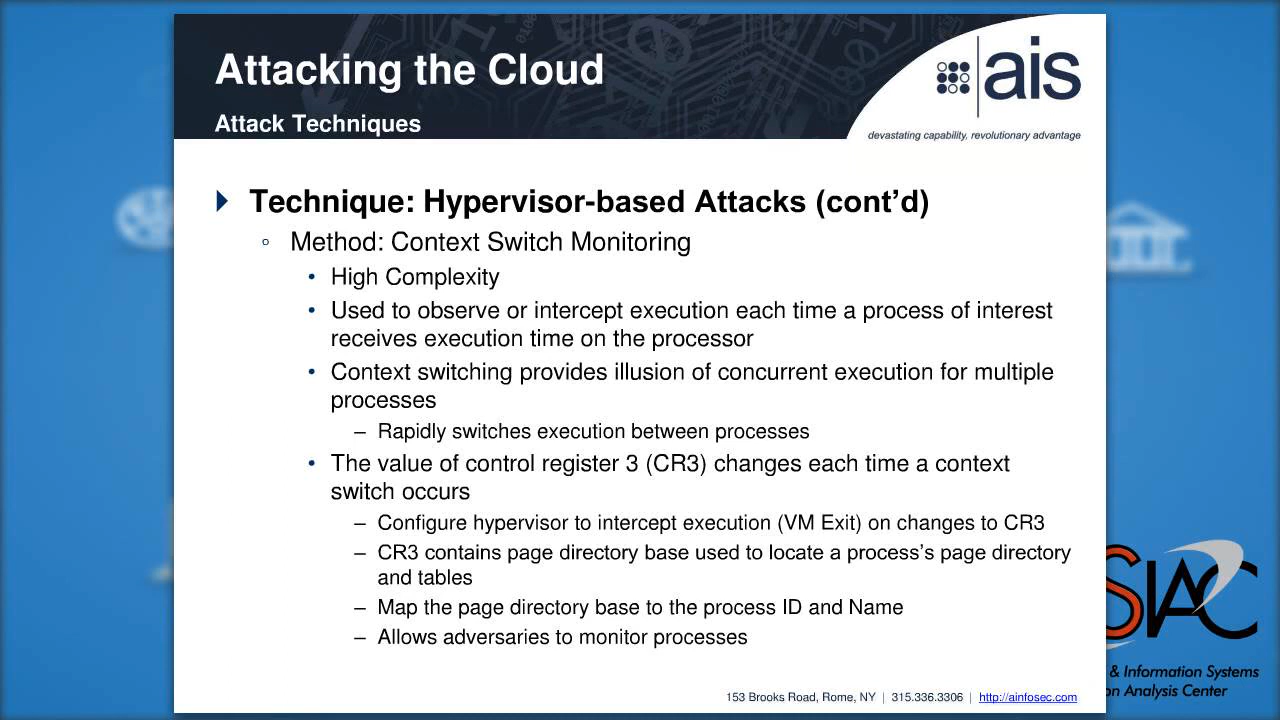 Attacking the Cloud
Attack Techniques
ais
devastating capability, revolutionary advantage
Technique: Hypervisor-based Attacks (cont’d)
Method: Context Switch Monitoring
• High Complexity
• Used to observe or intercept execution each time a process of interest
receives execution time on the processor
• Context switching provides illusion of concurrent execution for multiple
processes
– Rapidly switches execution between processes
• The value of control register 3 (CR3) changes each time a context
switch occurs
– Configure hypervisor to intercept execution (VM Exit) on changes to CR3
– CR3 contains page directory base used to locate a process’s page directory
and tables
– Map the page directory base to the process ID and Name
– Allows adversaries to monitor processes
153 Brooks Road, Rome, NY | 315.336.3306 | http://ainfosec.com
SIAC
& Information Systems
on Analysis Center